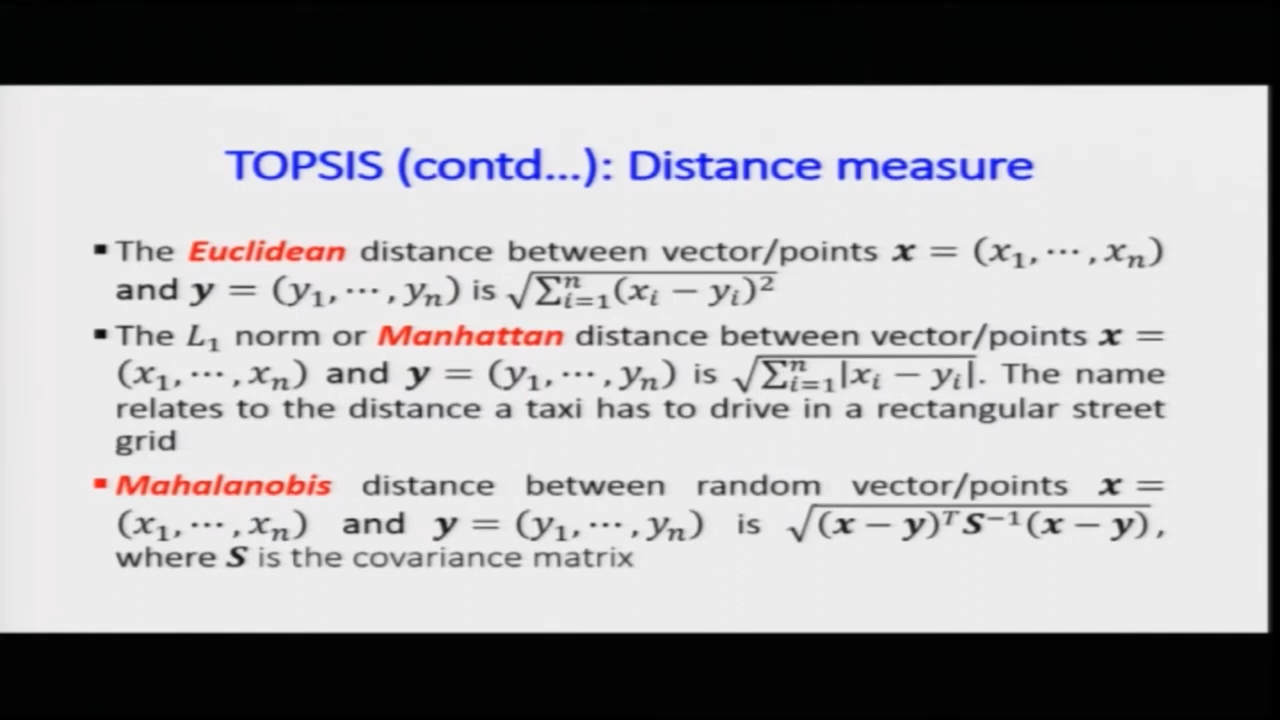 TOPSIS (contd...): Distance measure
▪ The Euclidean distance between vector/points x = (x₁, ⋯ , xₙ)
and y = (y₁, ⋯ , yₙ) is √∑ⁿᵢ₌₁(xᵢ − yᵢ)²
▪ The L₁ norm or Manhattan distance between vector/points x =
(x₁, ⋯ , xₙ) and y = (y₁, ⋯ , yₙ) is √∑ⁿᵢ₌₁|xᵢ − yᵢ|. The name
relates to the distance a taxi has to drive in a rectangular street
grid
▪ Mahalanobis distance between random vector/points x =
(x₁, ⋯ , xₙ) and y = (y₁, ⋯ , yₙ) is √(x − y)ᵀS⁻¹(x − y),
where S is the covariance matrix